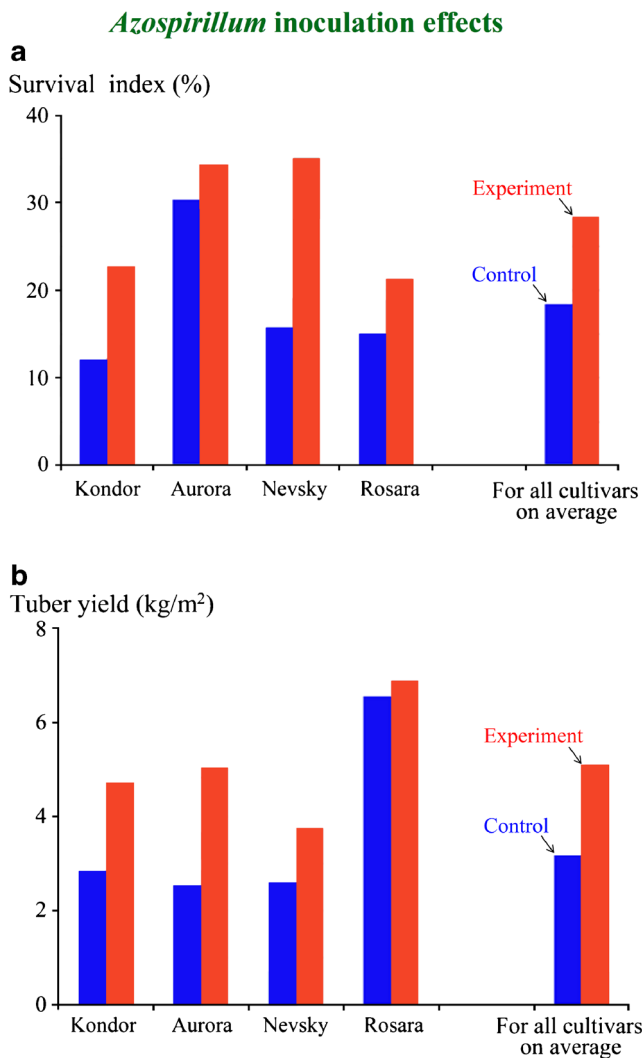 Azospirillum inoculation effects
a
Survival index (%)
40
30
20
10
0
Experiment
Control
Kondor
Aurora
Nevsky
Rosara
For all cultivars
on average
b
Tuber yield (kg/m²)
8
6
4
2
0
Experiment
Control
Kondor
Aurora
Nevsky
Rosara
For all cultivars
on average